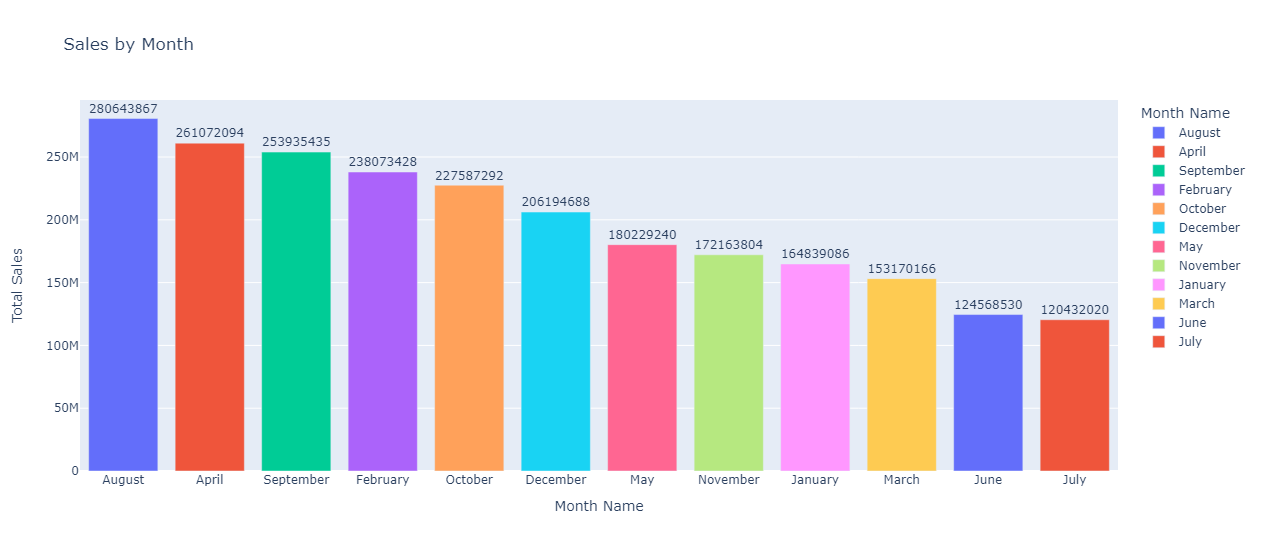 Sales by Month
280643867
261072094
253935435
238073428
227587292
206194688
180229240
172163804
164839086
153170166
124568530
120432020
250M
200M
150M
100M
50M
0
Total Sales
August April September February October December May November January March June July
Month Name
Month Name
August
April
September
February
October
December
May
November
January
March
June
July